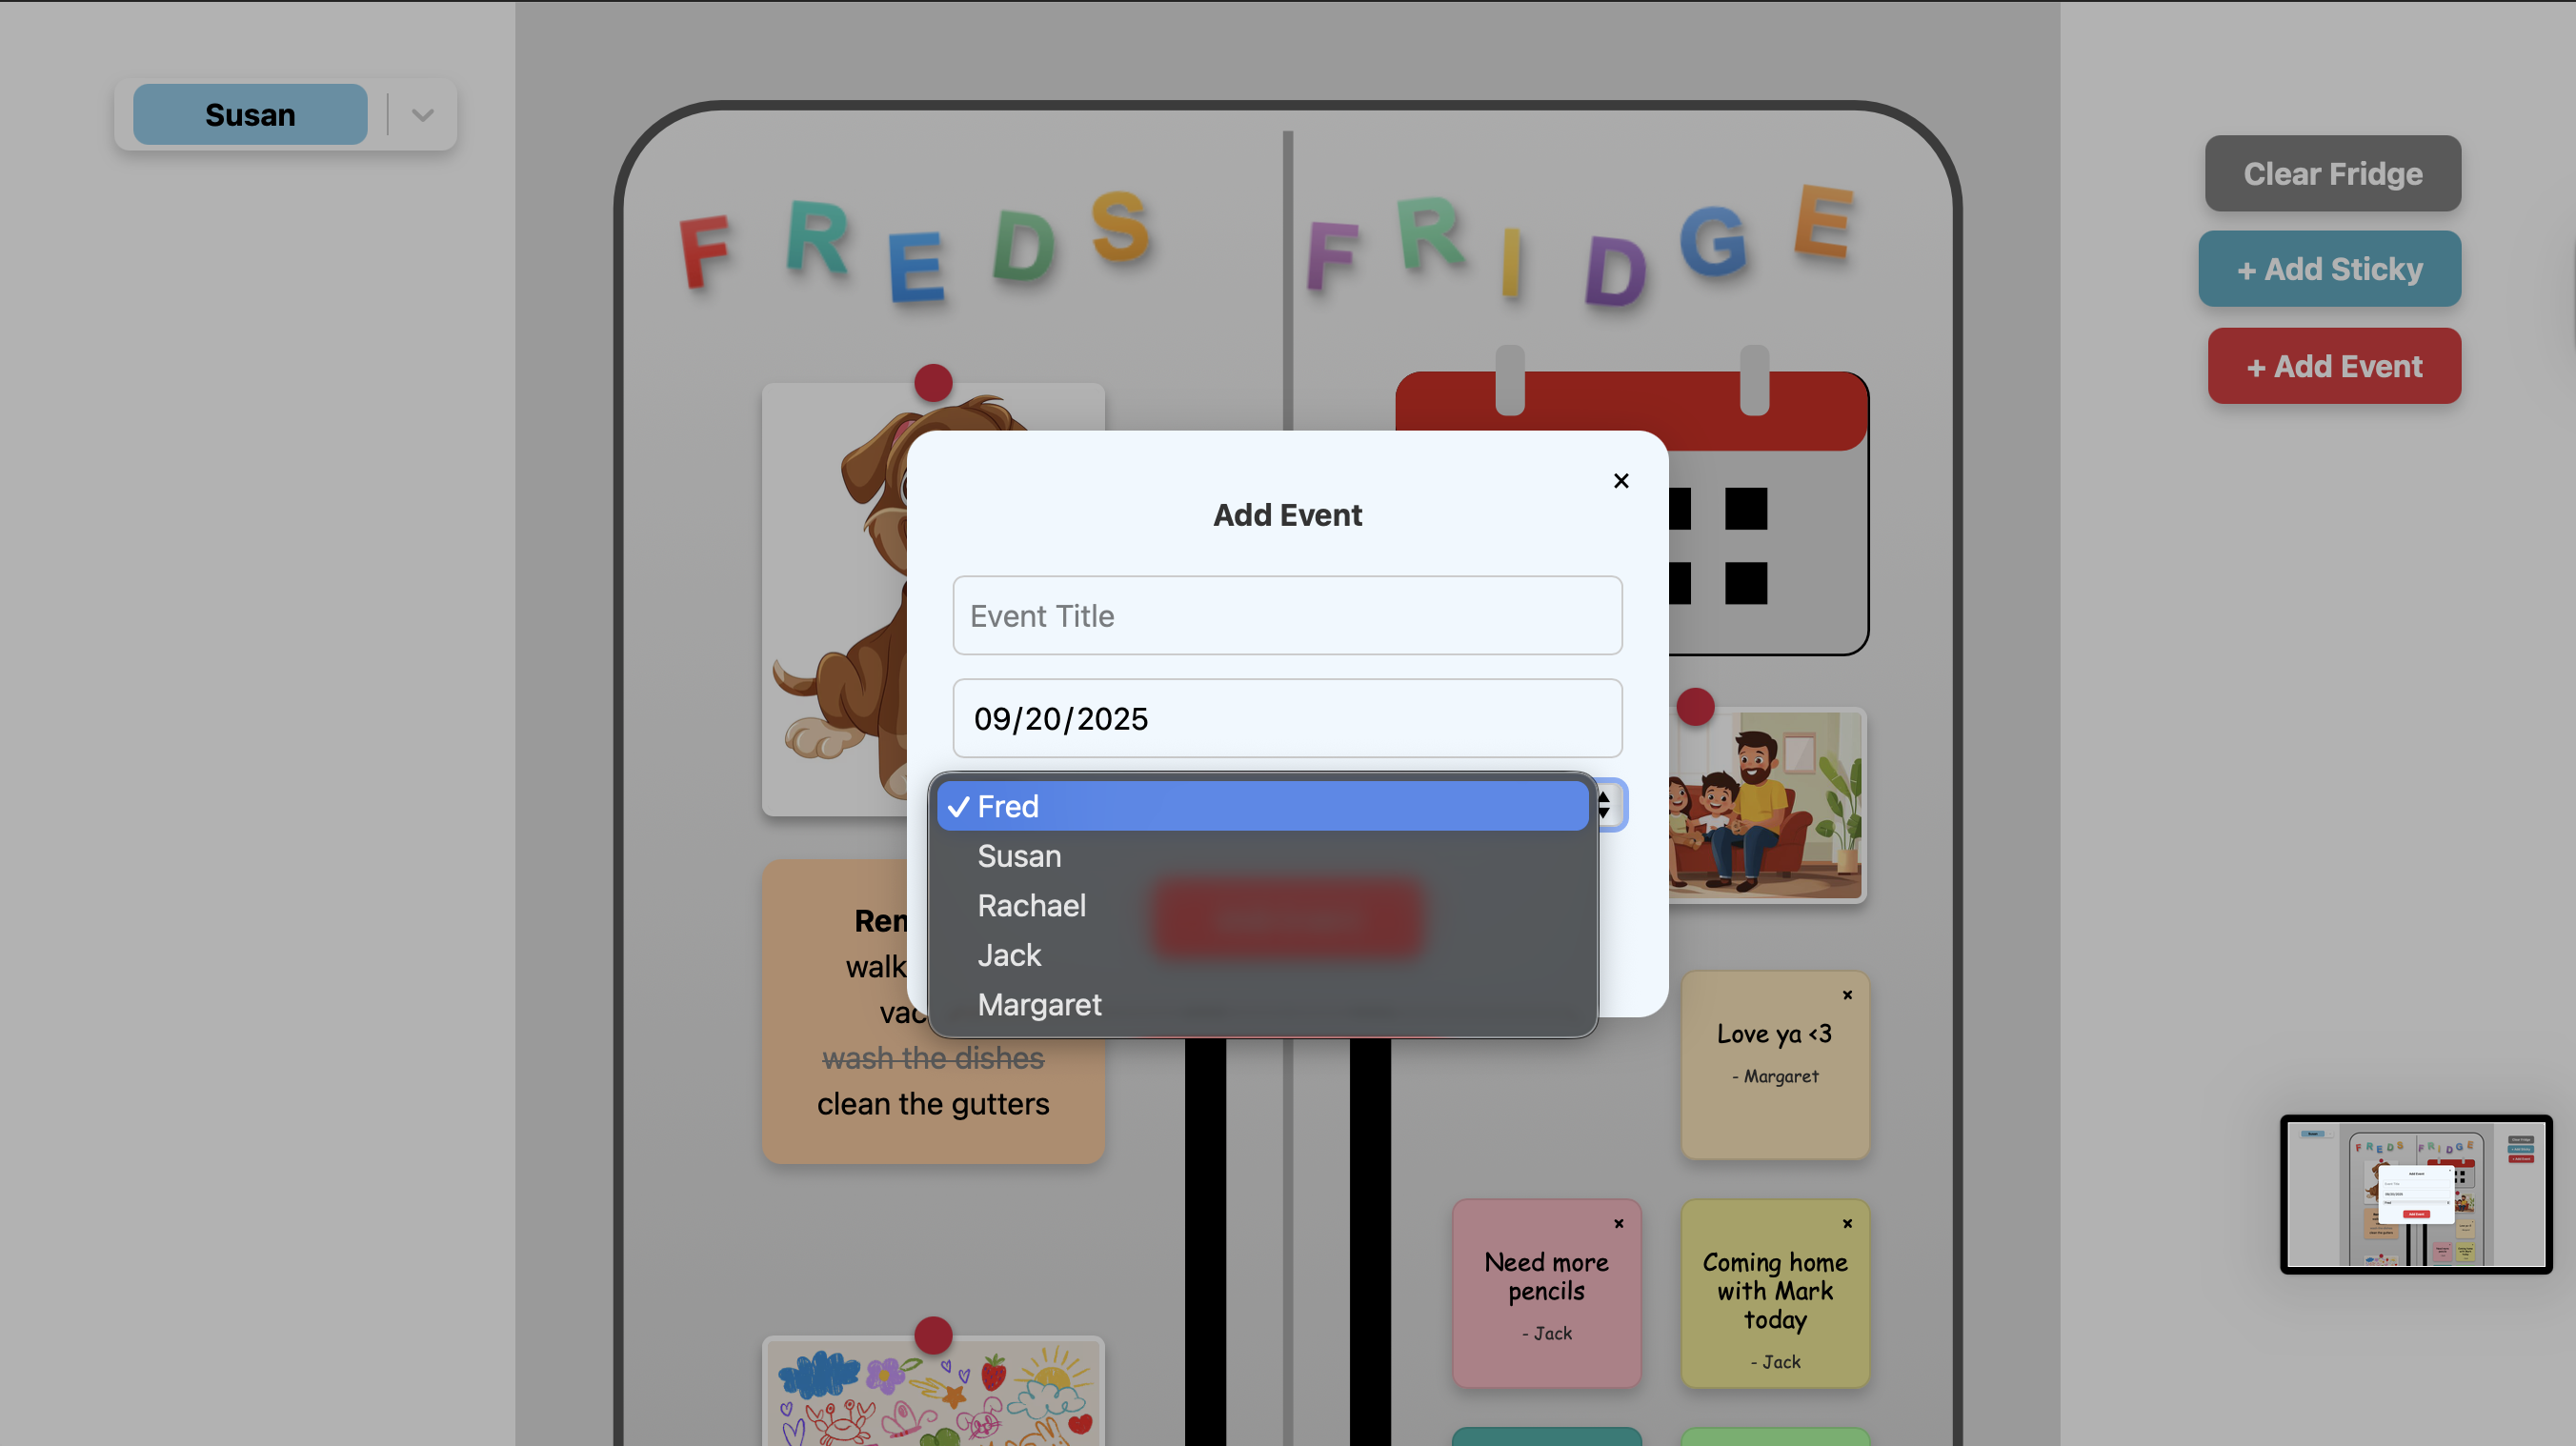 Susan
FREDS FRIDGE
Clear Fridge
+ Add Sticky
+ Add Event
×
Add Event
Event Title
09/20/2025
✓ Fred
Susan
Rachael
Jack
Margaret
walk
wash the dishes
clean the gutters
×
Love ya <3
- Margaret
×
Need more
pencils
- Jack
×
Coming home
with Mark
today
- Jack